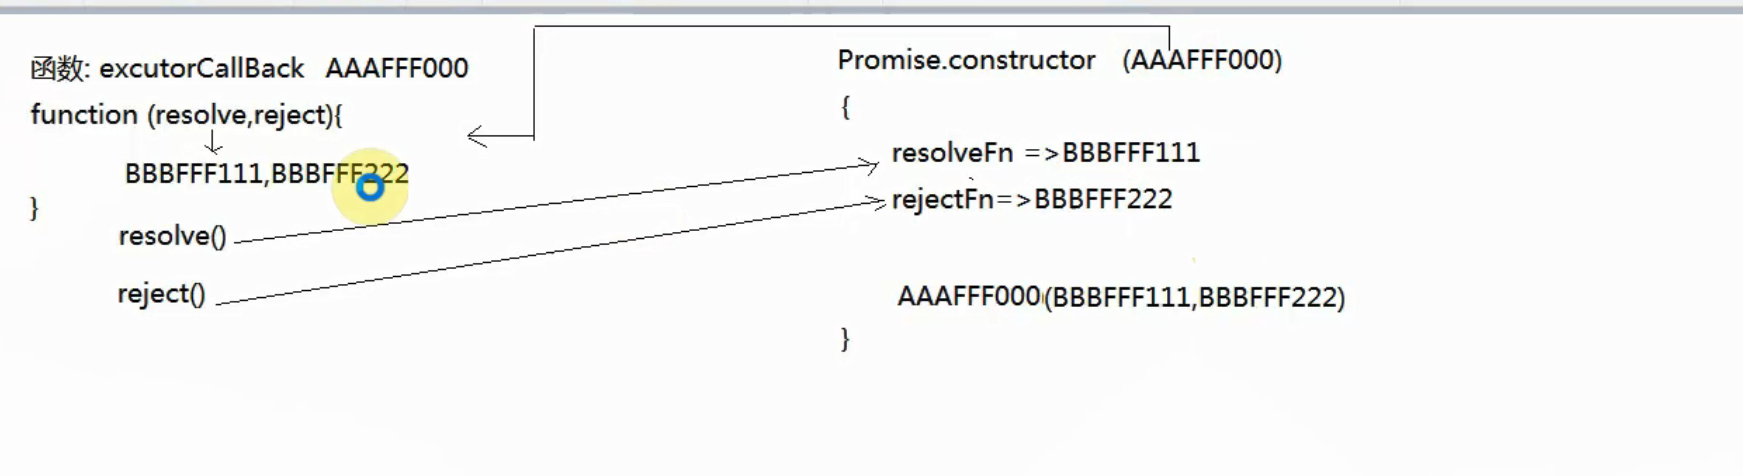 函数: excutorCallBack AAAFFF000
function (resolve,reject){
BBBFFF111,BBBFFF222
}
resolve()
reject()
Promise.constructor (AAAFFF000)
{
resolveFn =>BBBFFF111
rejectFn=>BBBFFF222
AAAFFF000(BBBFFF111,BBBFFF222)
}